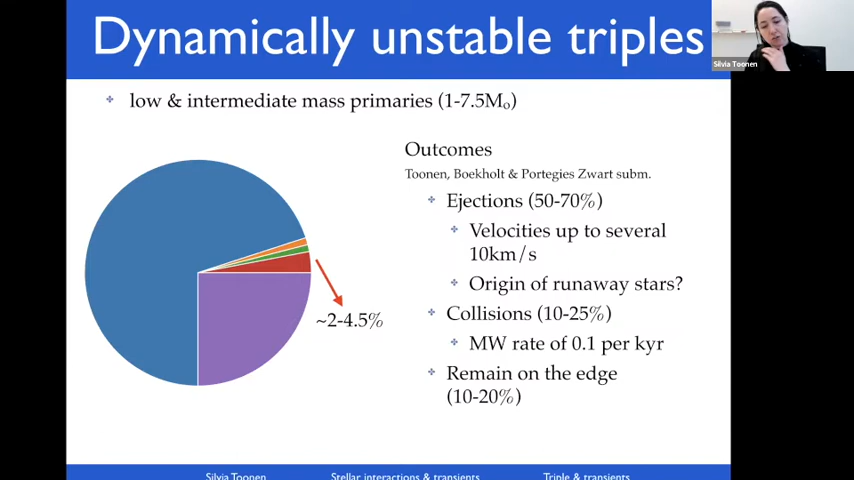 Dynamically unstable triples
Silvia Toonen
low & intermediate mass primaries (1-7.5Mₒ)
Outcomes
Toonen, Boekholt & Portegies Zwart subm.
Ejections (50-70%)
Velocities up to several
10km/s
Origin of runaway stars?
~2-4.5%
Collisions (10-25%)
MW rate of 0.1 per kyr
Remain on the edge
(10-20%)
Silvia Toonen
Stellar interactions & transients
Triple & transients